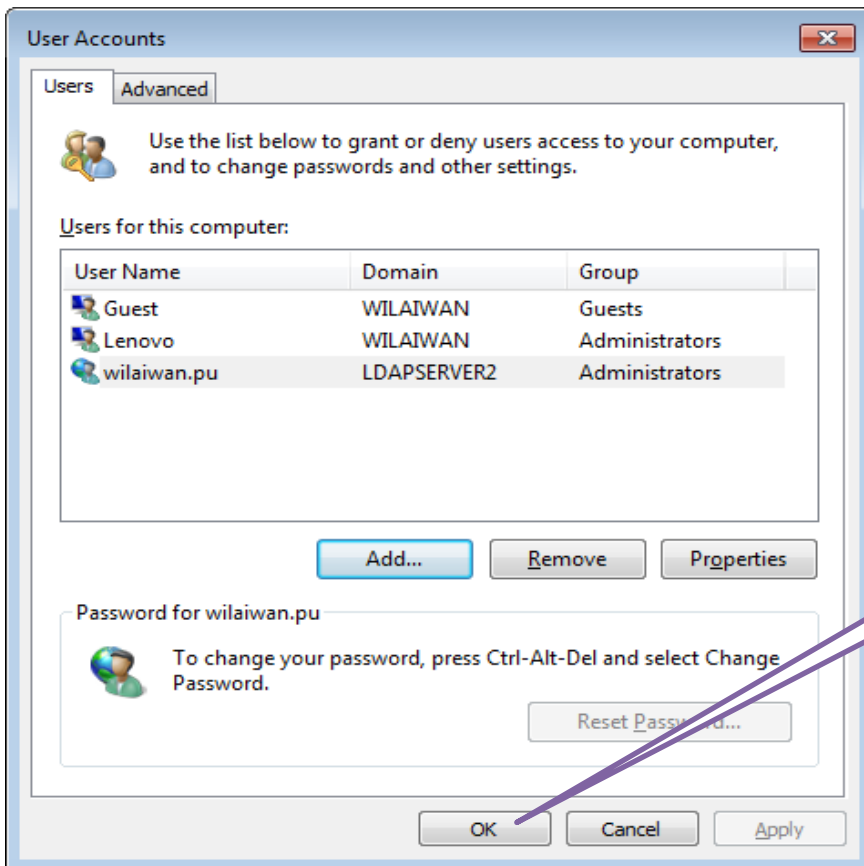 User Accounts
Users Advanced
Use the list below to grant or deny users access to your computer,
and to change passwords and other settings.
Users for this computer:
User Name Domain Group
Guest WILAIWAN Guests
Lenovo WILAIWAN Administrators
wilaiwan.pu LDAPSERVER2 Administrators
Add... Remove Properties
Password for wilaiwan.pu
To change your password, press Ctrl-Alt-Del and select Change
Password.
Reset Password...
OK Cancel Apply